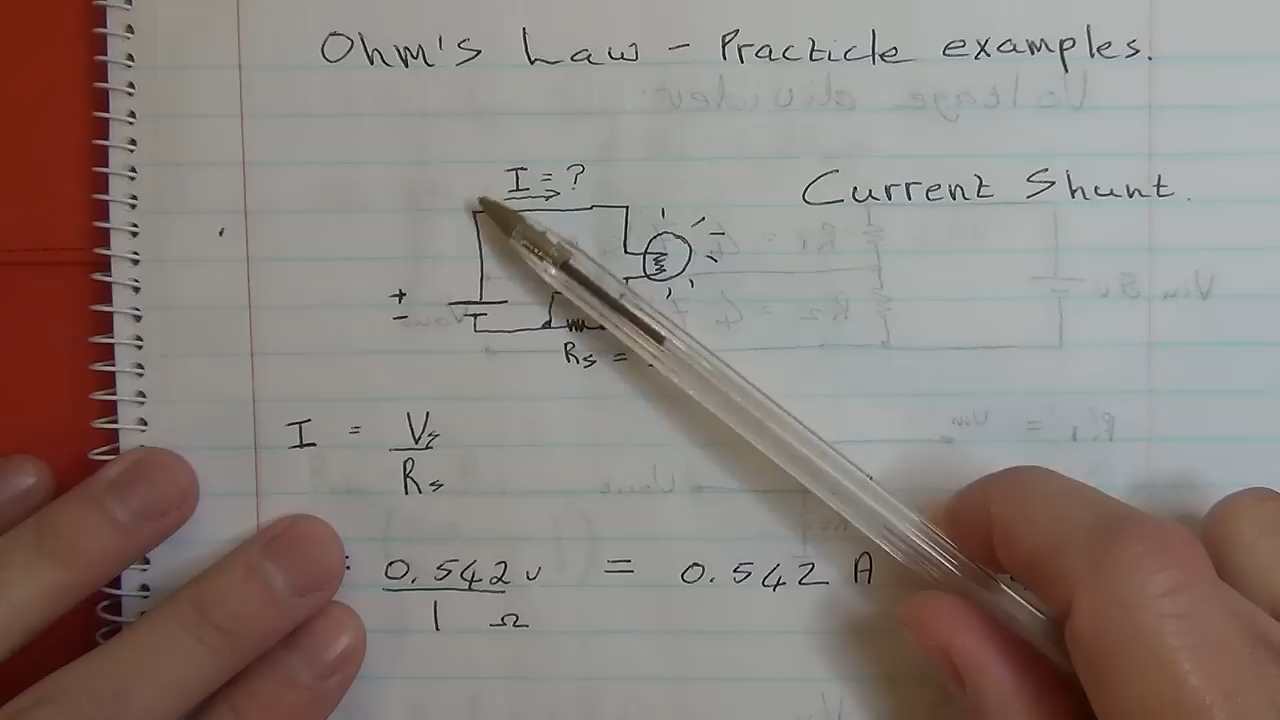 Ohm's Law - Practicle examples.
Current Shunt.
I = ?
+
-
Rs =
I = Vs
Rs
0.542v = 0.542 A
1 Ω